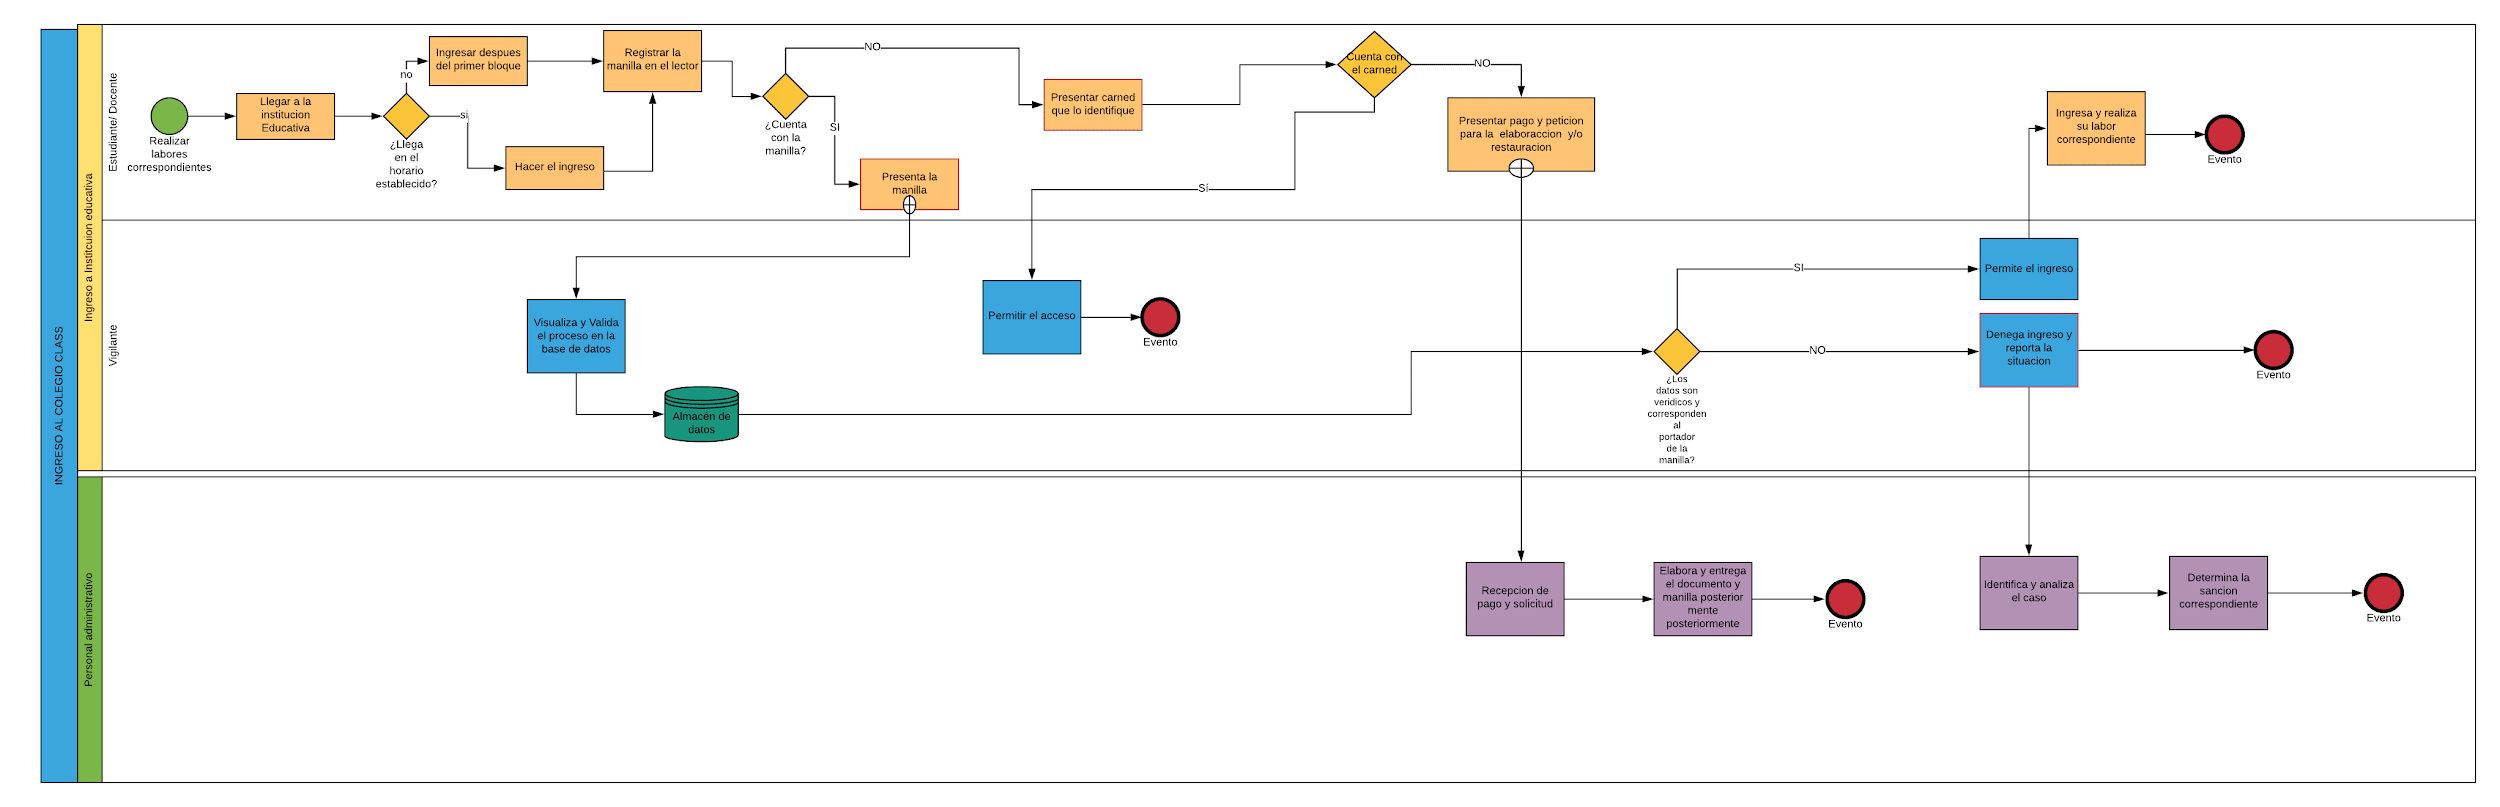 INGRESO AL COLEGIO CLASS
Ingreso a Institcuion educativa
Estudiante/ Docente
Realizar
labores
correspondientes
Llegar a la
institucion
Educativa
¿Llega
en el
horario
establecido?
no
si
Ingresar despues
del primer bloque
Hacer el ingreso
Registrar la
manilla en el lector
¿Cuenta
con la
manilla?
NO
SI
Presenta la
manilla
Presentar carned
que lo identifique
Cuenta con
el carned
NO
Sí
Presentar pago y peticion
para la elaboraccion y/o
restauracion
Ingresa y realiza
su labor
correspondiente
Evento
Vigilante
Visualiza y Valida
el proceso en la
base de datos
Almacén de
datos
Permitir el acceso
Evento
¿Los
datos son
veridicos y
corresponden
al
portador
de la
manilla?
SI
NO
Permite el ingreso
Denega ingreso y
reporta la
situacion
Evento
Personal administrativo
Recepcion de
pago y solicitud
Elabora y entrega
el documento y
manilla posterior
mente
posteriormente
Evento
Identifica y analiza
el caso
Determina la
sancion
correspondiente
Evento